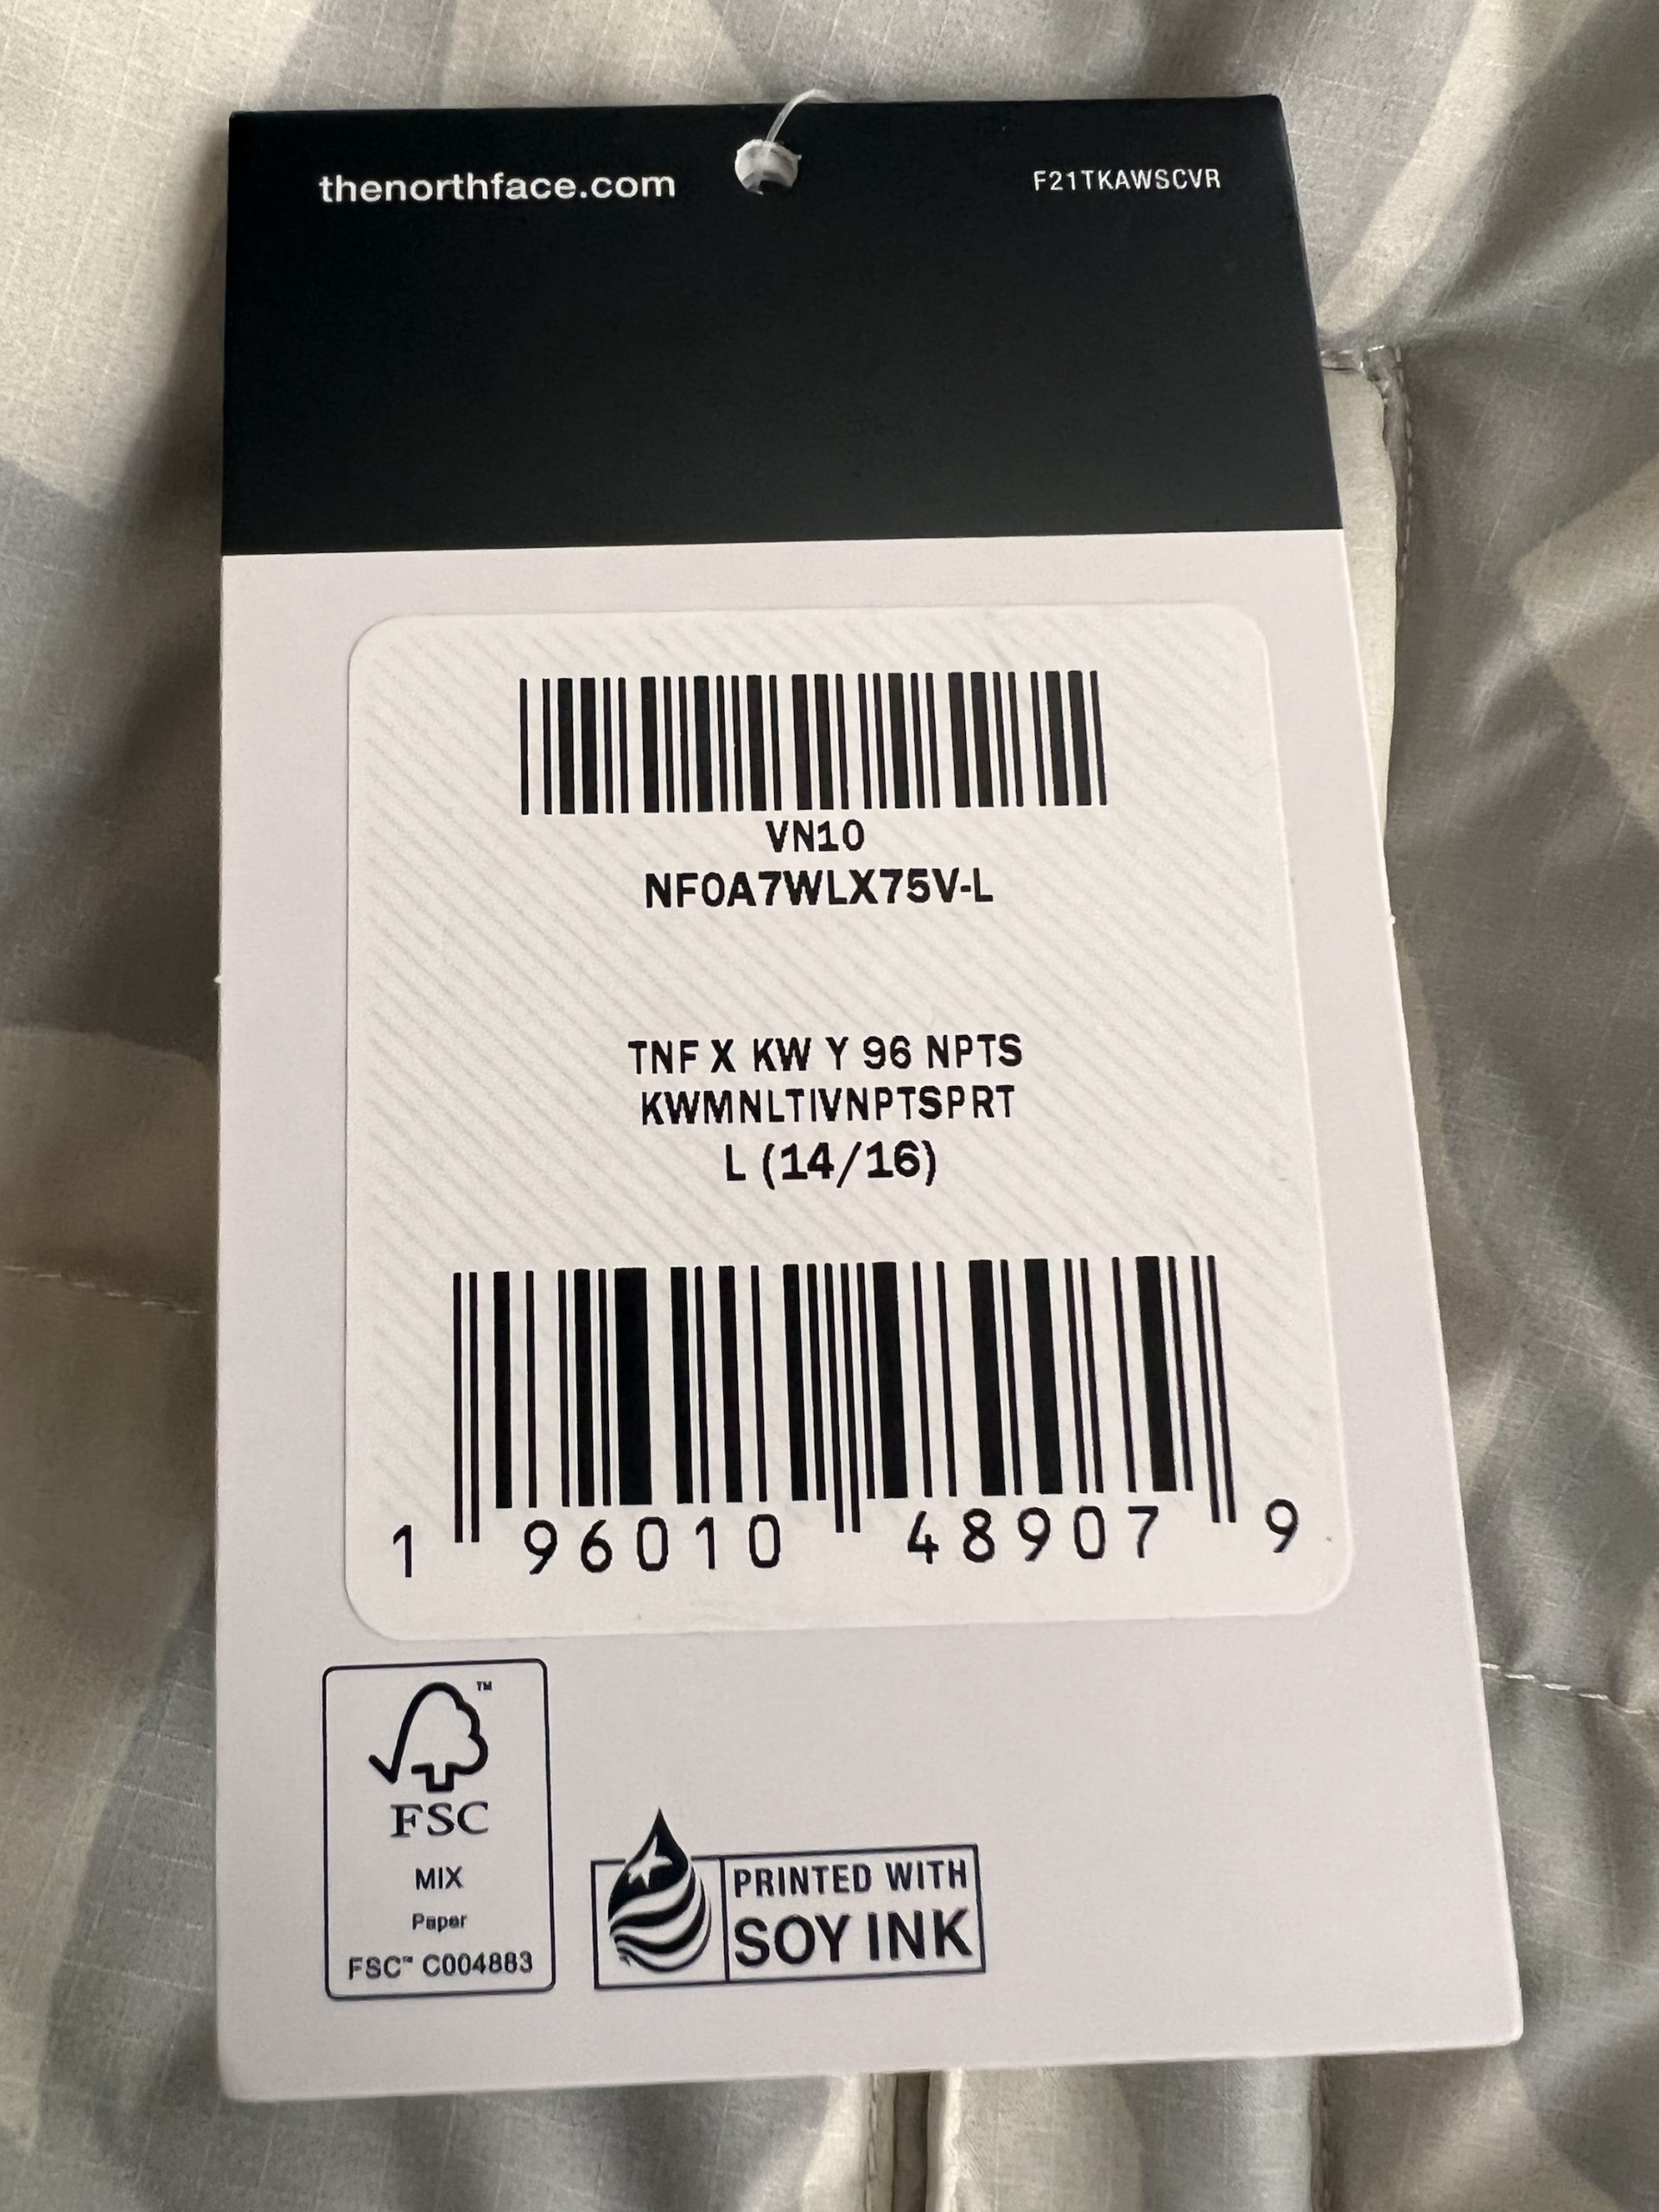 thenorthface.com
F21TKAWSCVR
VN10
NF0A7WLX75V-L
TNF X KW Y 96 NPTS
KWMNLTIVNPTSPRT
L (14/16)
1 96010 48907 9
TM
FSC
MIX
Paper
FSC™ C004883
PRINTED WITH
SOY INK